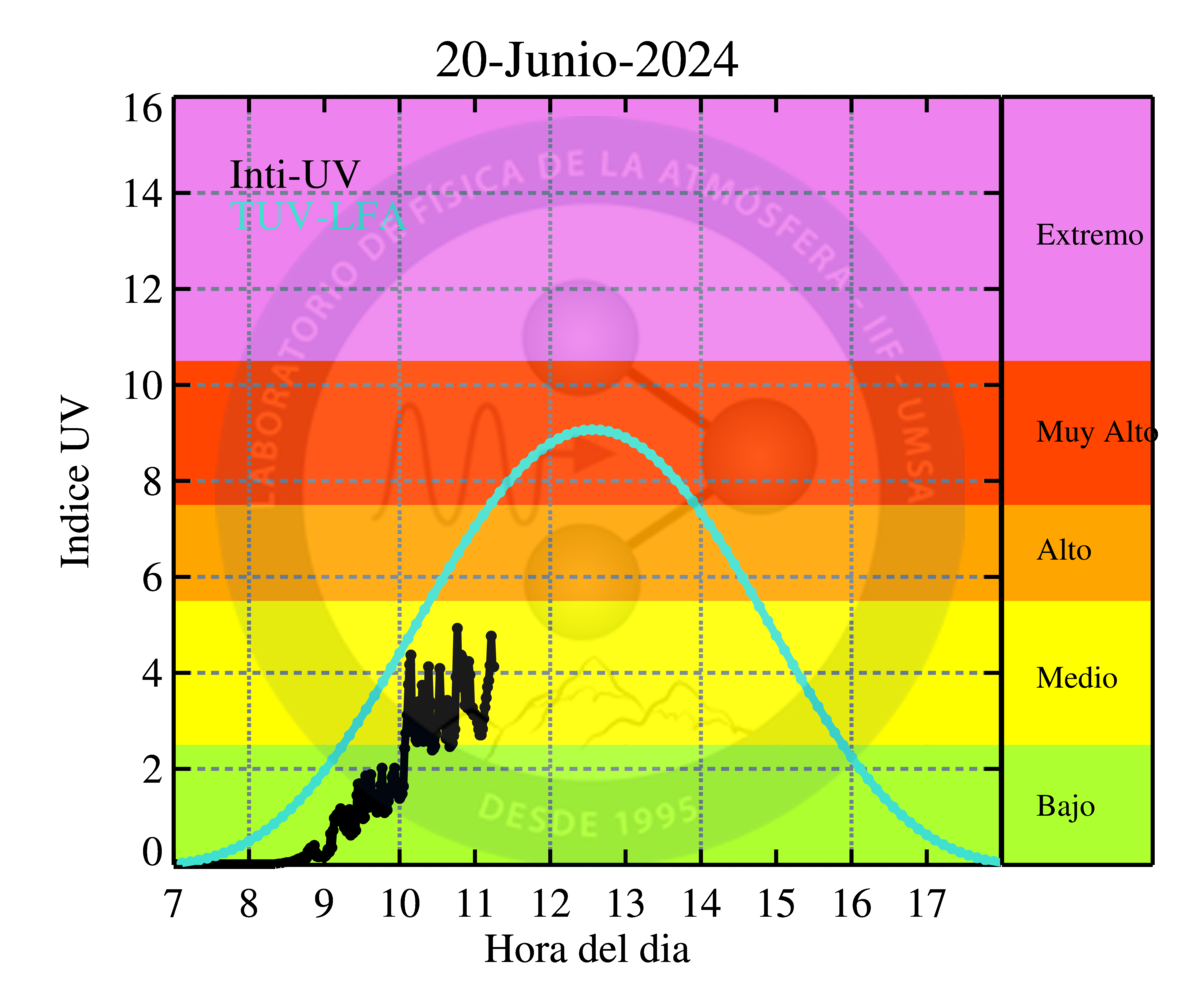 20-Junio-2024
16
14
12
10
8
6
4
2
0
Indice UV
Inti-UV
TUV-LFA
LABORATORIO DE FÍSICA DE LA ATMÓSFERA - IIF - UMSA
DESDE 1995
Extremo
Muy Alto
Alto
Medio
Bajo
7 8 9 10 11 12 13 14 15 16 17
Hora del dia